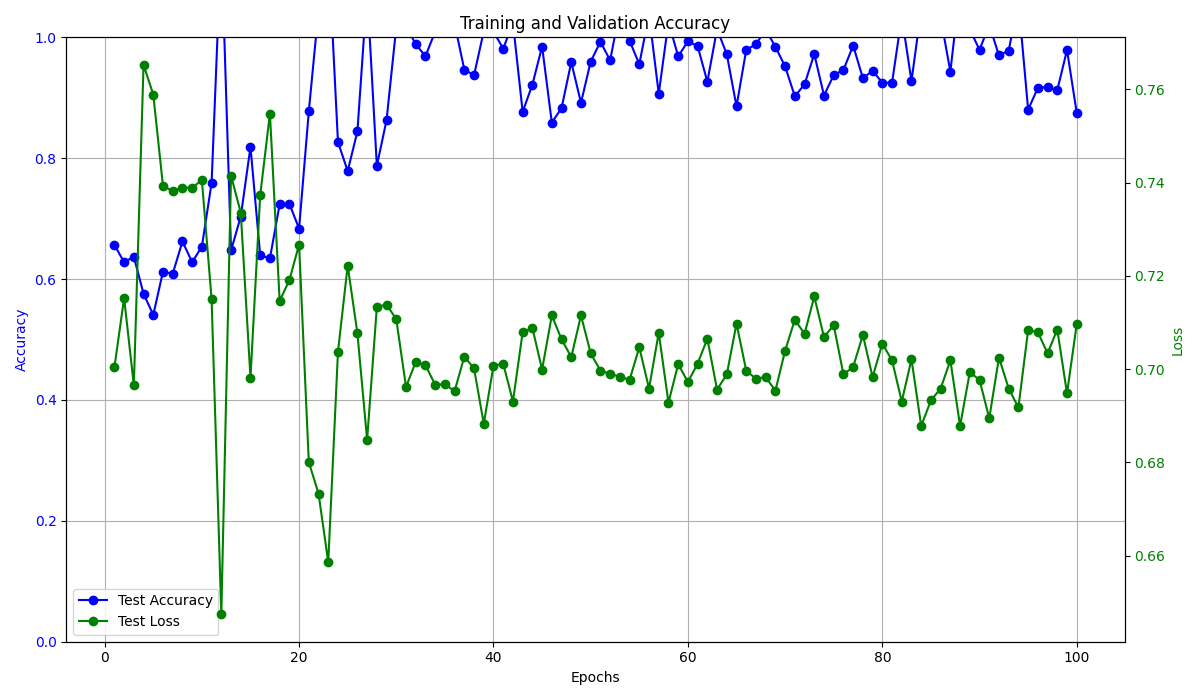 Training and Validation Accuracy
1.0
0.8
0.6
0.4
0.2
0.0
Accuracy
0.76
0.74
0.72
0.70
0.68
0.66
Loss
Test Accuracy
Test Loss
0 20 40 60 80 100
Epochs